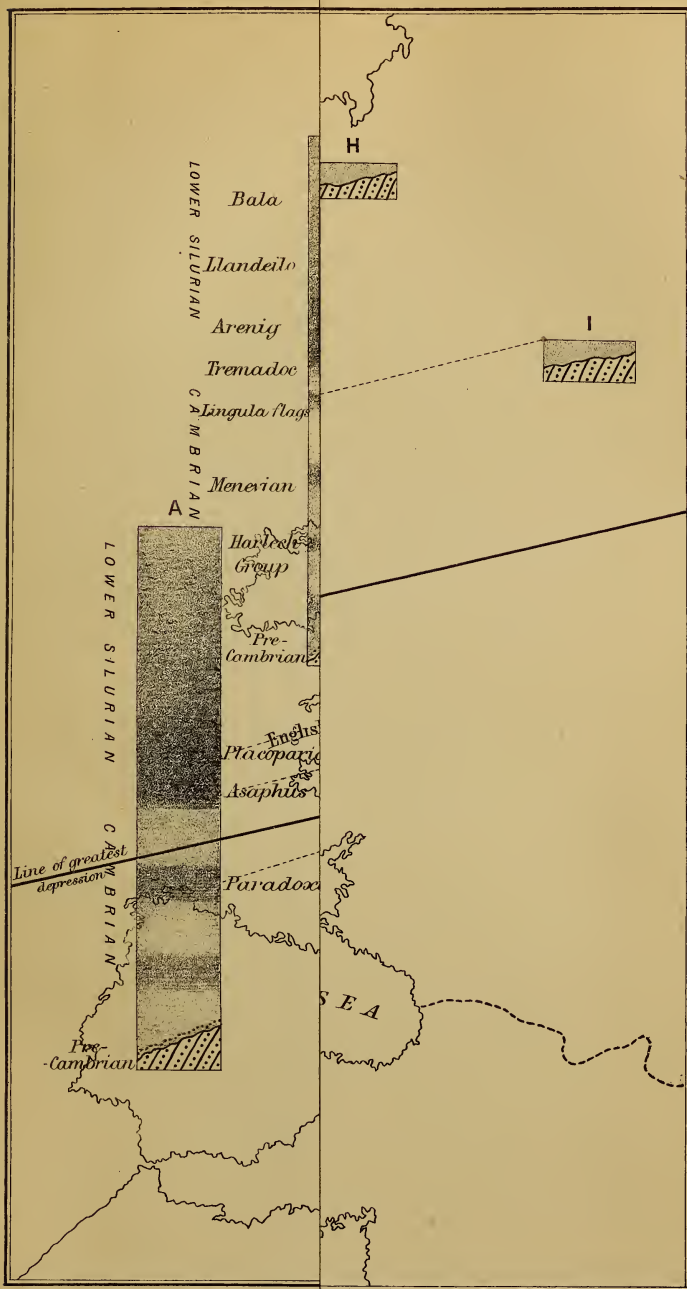 H
LOWER SILURIAN
Bala
Llandeilo
Arenig
Tremadoc
I
CAMBRIAN
Lingula flags
Menevian
A
Harlech
Group
LOWER SILURIAN
Pre-
Cambrian
English
Placoparia
Asaphus
CAMBRIAN
Line of greatest
depression
Paradox
SEA
Pre-
-Cambrian